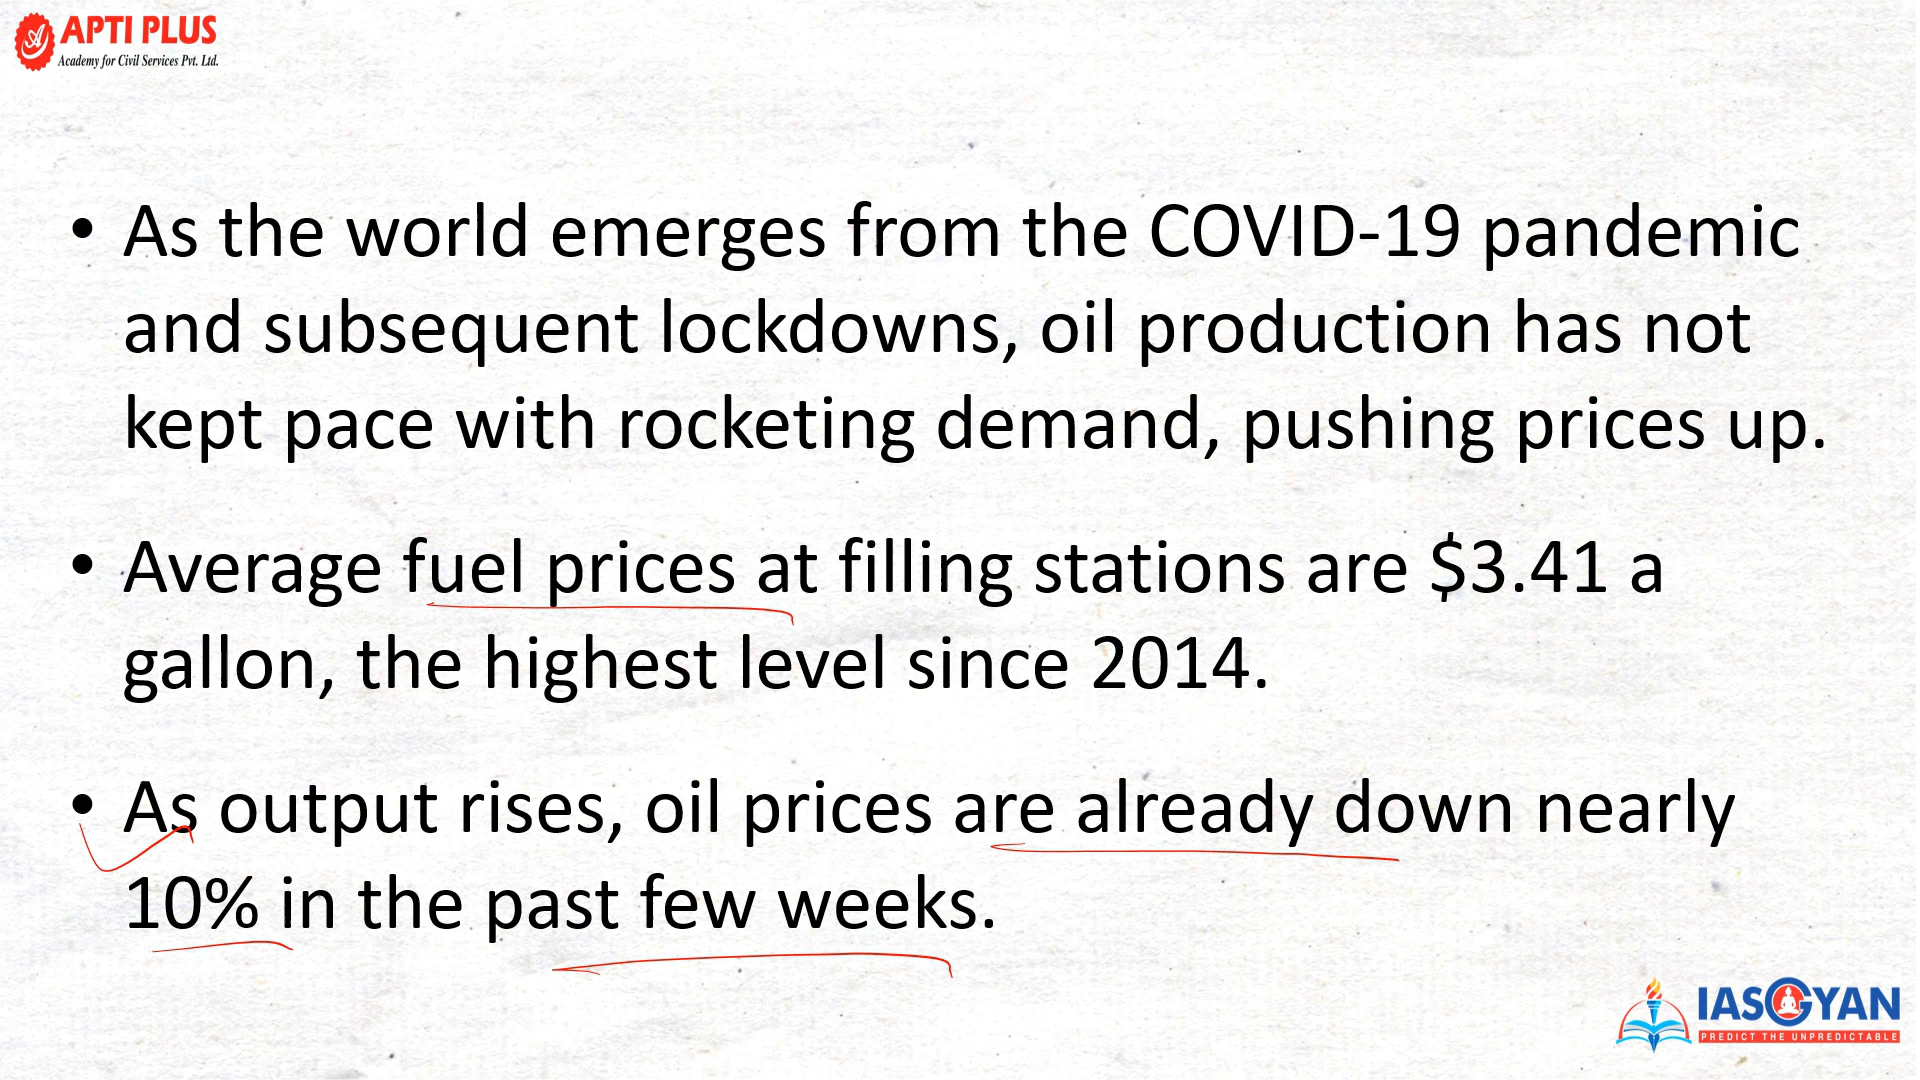 APTI PLUS
Academy for Civil Services Pvt. Ltd.
• As the world emerges from the COVID-19 pandemic
and subsequent lockdowns, oil production has not
kept pace with rocketing demand, pushing prices up.
• Average fuel prices at filling stations are $3.41 a
gallon, the highest level since 2014.
• As output rises, oil prices are already down nearly
10% in the past few weeks.
IASGYAN
PREDICT THE UNPREDICTABLE